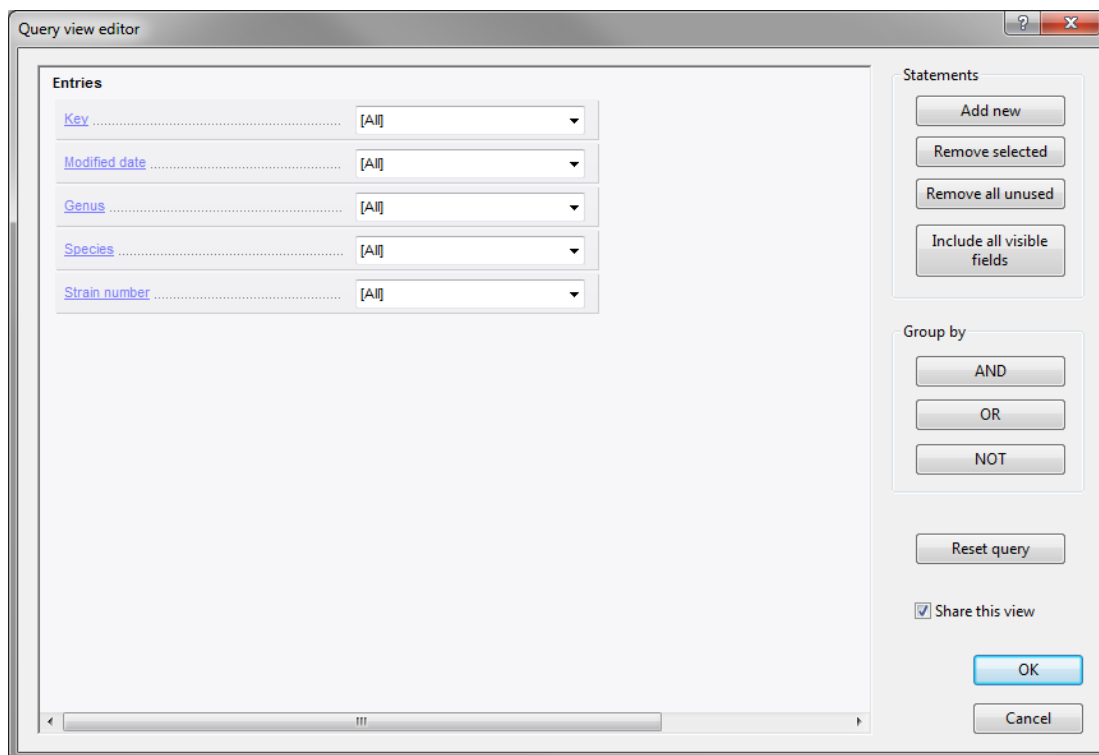 Query view editor
?
X
Entries
Key ........................................................ [All]
Modified date ........................................... [All]
Genus .................................................... [All]
Species .................................................. [All]
Strain number .......................................... [All]
Statements
Add new
Remove selected
Remove all unused
Include all visible
fields
Group by
AND
OR
NOT
Reset query
Share this view
OK
Cancel